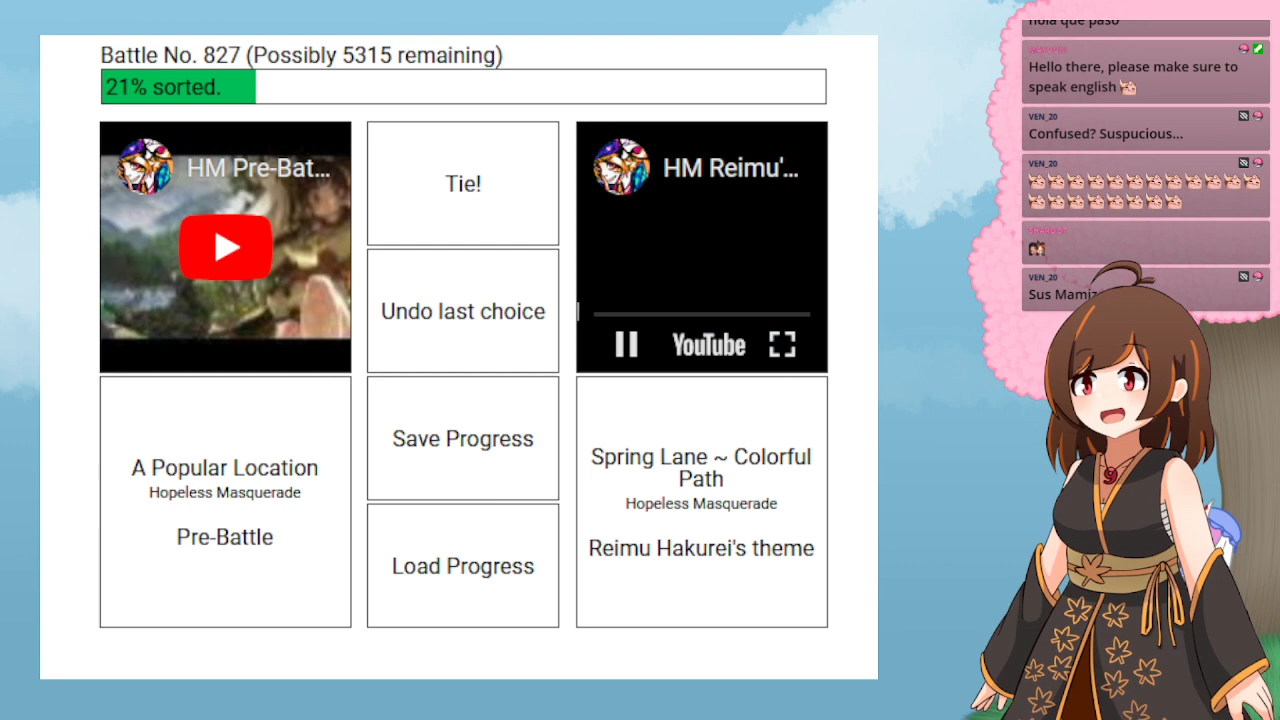 Battle No. 827 (Possibly 5315 remaining)
21% sorted.
HM Pre-Bat...
Tie!
Undo last choice
Save Progress
Load Progress
A Popular Location
Hopeless Masquerade
Pre-Battle
HM Reimu'...
YouTube
Spring Lane ~ Colorful
Path
Hopeless Masquerade
Reimu Hakurei's theme
hola que paso
Hello there, please make sure to
speak english
VEN_20
Confused? Suspucious...
VEN_20
VEN_20
Sus